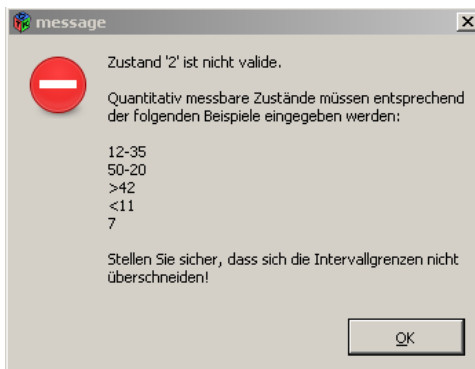 message
Zustand '2' ist nicht valide.
Quantitativ messbare Zustände müssen entsprechend
der folgenden Beispiele eingegeben werden:
12-35
50-20
>42
<11
7
Stellen Sie sicher, dass sich die Intervallgrenzen nicht
überschneiden!
OK